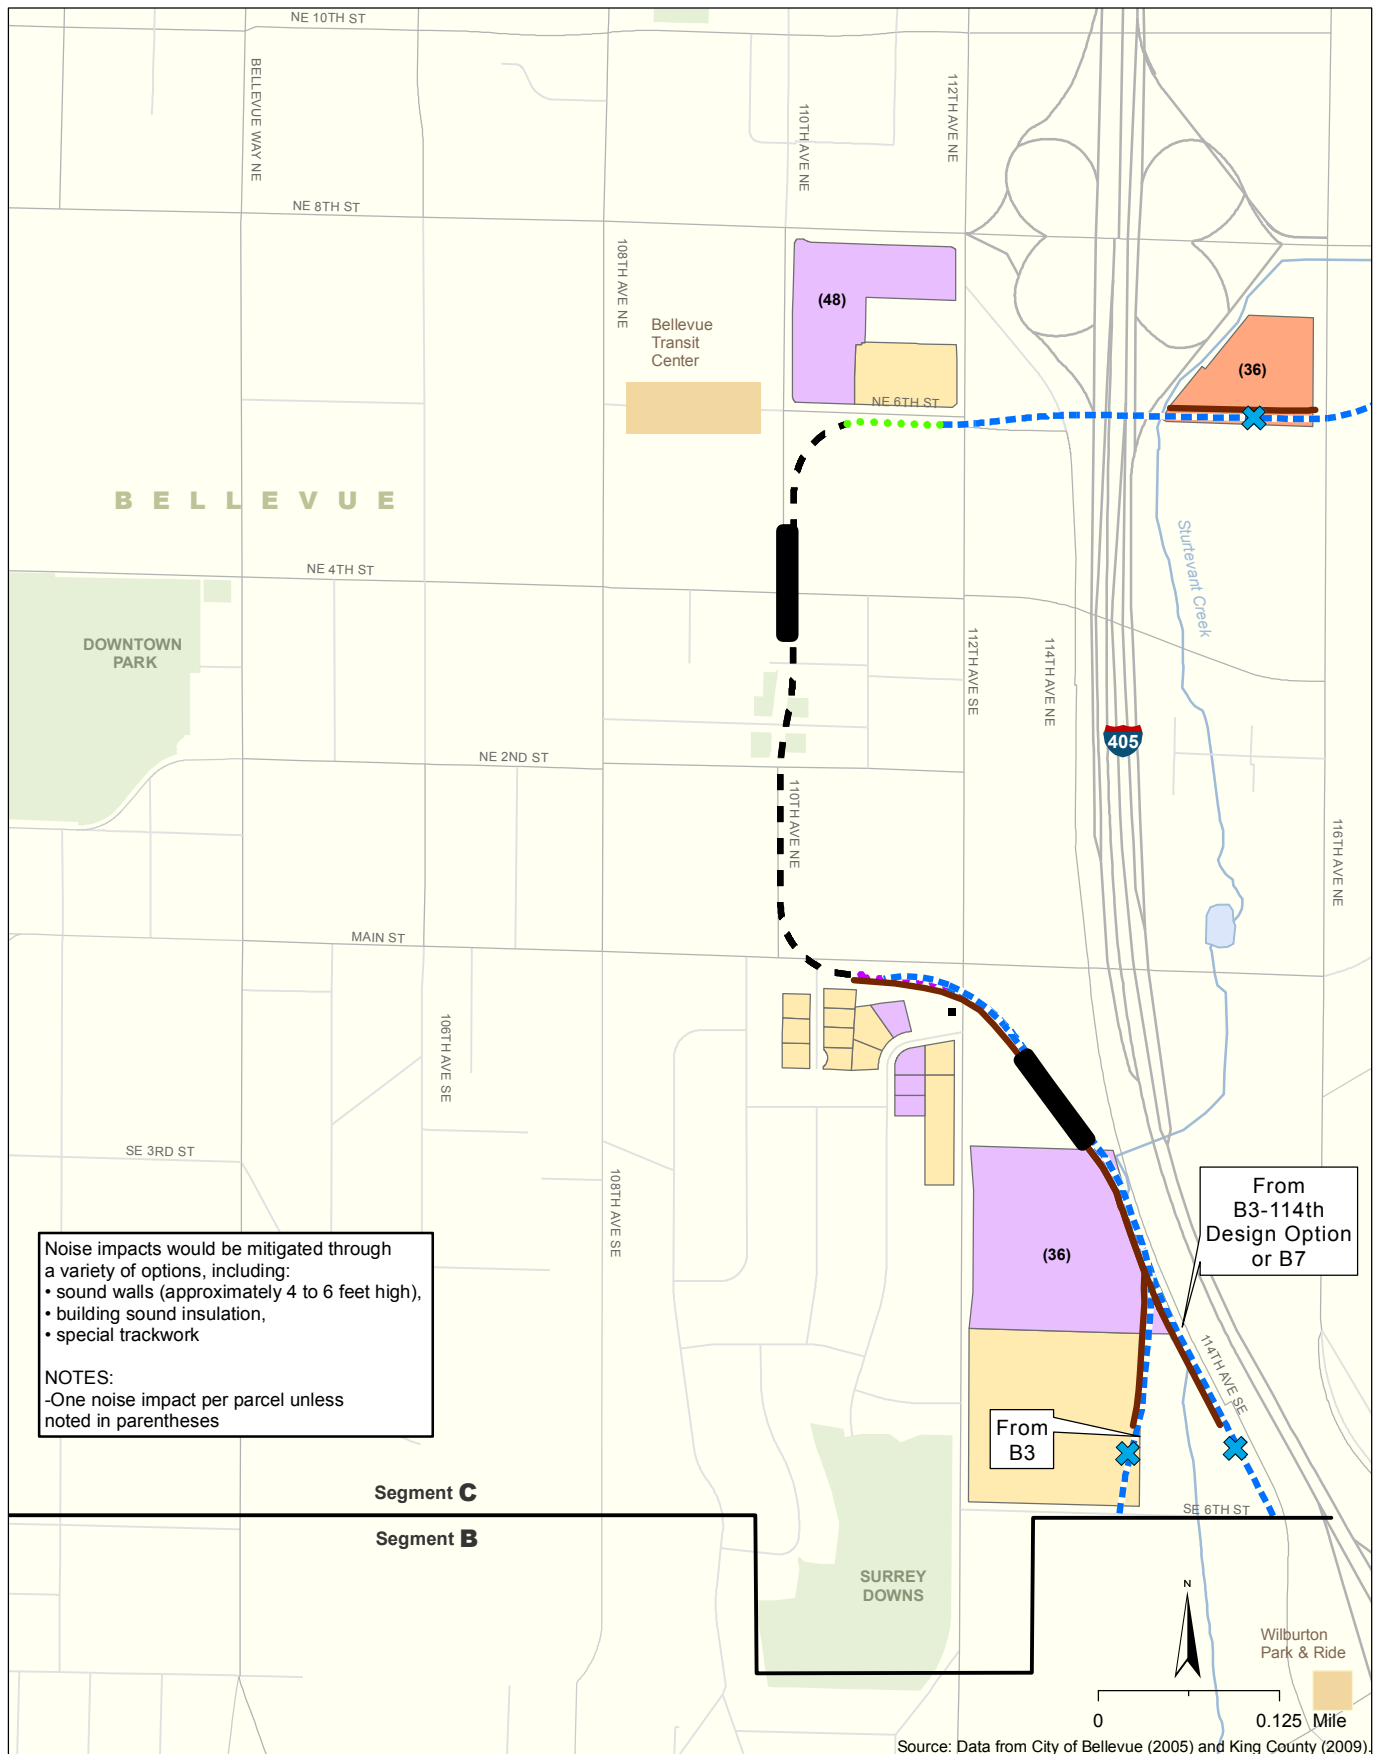 NE 10TH ST
BELLEVUE WAY NE
110TH AVE NE
112TH AVE NE
NE 8TH ST
108TH AVE NE
(48)
Bellevue
Transit
Center
(36)
NE 6TH ST
BELLEVUE
Sturtevant Creek
NE 4TH ST
DOWNTOWN
PARK
112TH AVE SE
114TH AVE NE
405
NE 2ND ST
110TH AVE NE
116TH AVE NE
MAIN ST
106TH AVE SE
SE 3RD ST
108TH AVE SE
From
B3-114th
Design Option
or B7
(36)
Noise impacts would be mitigated through
a variety of options, including:
• sound walls (approximately 4 to 6 feet high),
• building sound insulation,
• special trackwork
NOTES:
-One noise impact per parcel unless
noted in parentheses
114TH AVE SE
From
B3
Segment C
SE 6TH ST
Segment B
SURREY
DOWNS
N
Wilburton
Park & Ride
0 0.125 Mile
Source: Data from City of Bellevue (2005) and King County (2009).